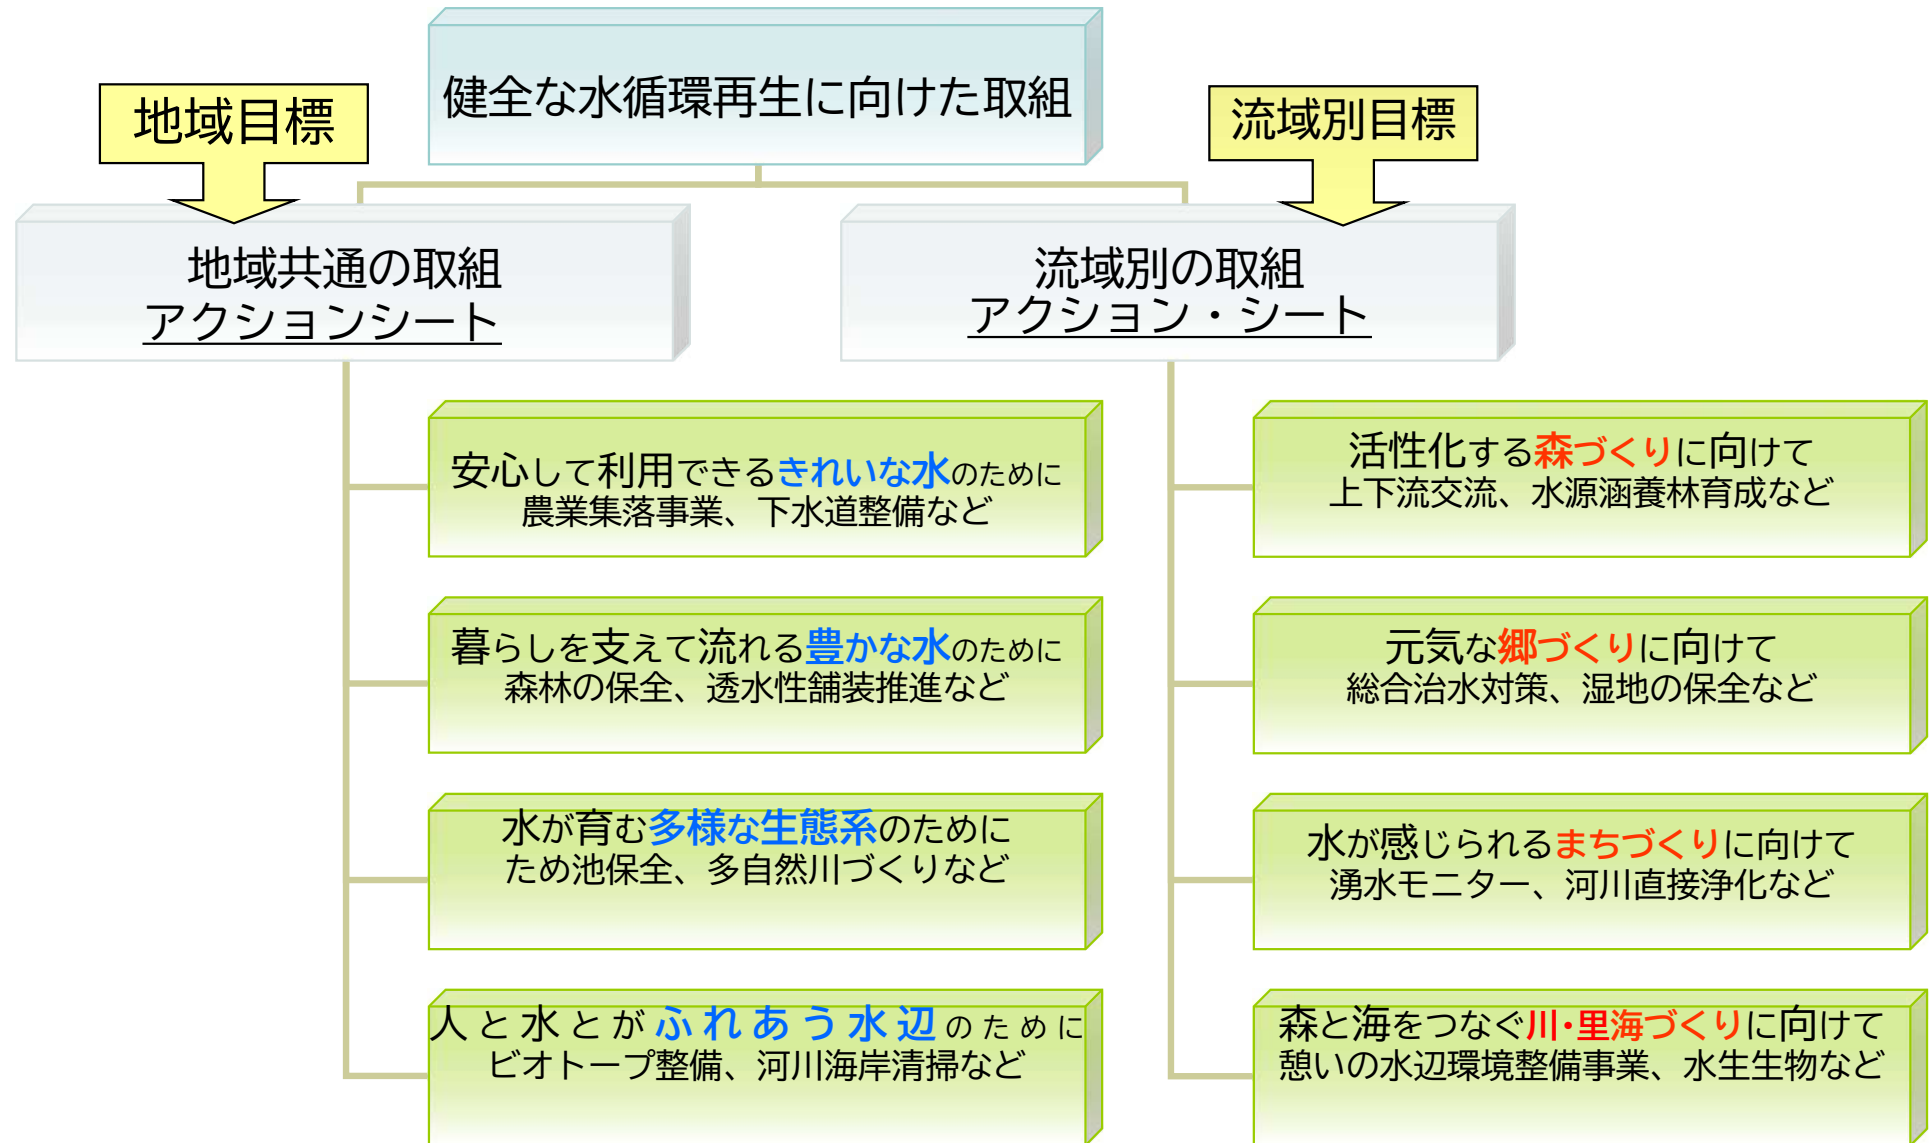 健全な水循環再生に向けた取組
地域目標
流域別目標
地域共通の取組
アクションシート
流域別の取組
アクション・シート
安心して利用できるきれいな水のために
農業集落事業、下水道整備など
暮らしを支えて流れる豊かな水のために
森林の保全、透水性舗装推進など
水が育む多様な生態系のために
ため池保全、多自然川づくりなど
人と水とがふれあう水辺のために
ビオトープ整備、河川海岸清掃など
活性化する森づくりに向けて
上下流交流、水源涵養林育成など
元気な郷づくりに向けて
総合治水対策、湿地の保全など
水が感じられるまちづくりに向けて
湧水モニター、河川直接浄化など
森と海をつなぐ川・里海づくりに向けて
憩いの水辺環境整備事業、水生生物など